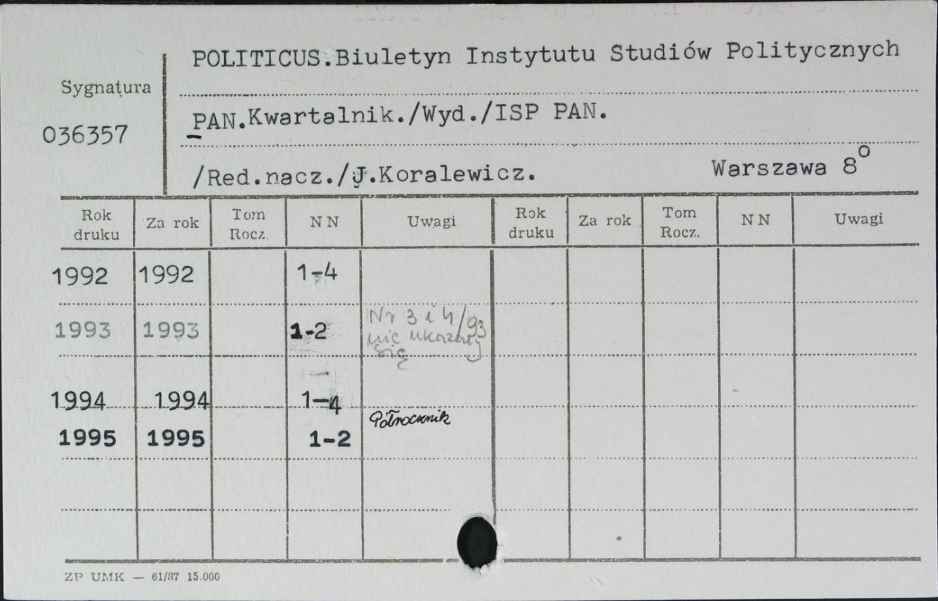 POLITICUS.Biuletyn Instytutu Studiów Politycznych
Sygnatura
PAN.Kwartalnik./Wyd./ISP PAN.
036357
/Red.nacz./J.Koralewicz. Warszawa 8°
Rok druku Za rok Tom Rocz. N N Uwagi Rok druku Za rok Tom Rocz. N N Uwagi
1992 1992 1-4
1993 1993 1-2 Nr 3 i 4/93
nie
się
1994 1994 1-4
Półrocznik
1995 1995 1-2
ZP UMK — 61/87 15.000